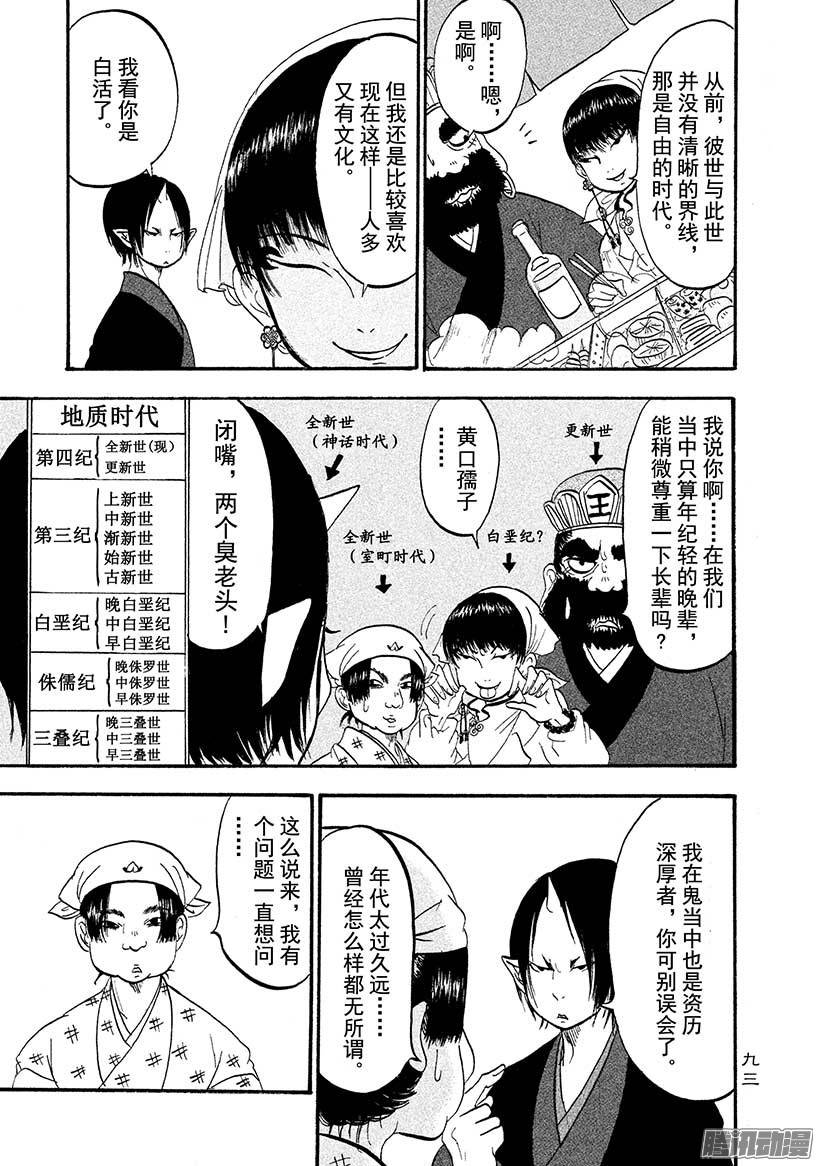 从前，彼世与此世
并没有清晰的界线，
那是自由的时代。
啊……嗯，
是啊。
但我还是比较喜欢
现在这样——人多
又有文化。
我看你是
白活了。
我说你啊……在我们
当中只算年纪轻的晚辈，
能稍微尊重一下长辈吗？
更新世
王
黄口孺子
……
白垩纪？
全新世
（神话时代）
全新世
（室町时代）
闭嘴，两个臭老头！
地质时代
第四纪
全新世(现)
更新世
第三纪
上新世
中新世
渐新世
始新世
古新世
白垩纪
晚白垩纪
中白垩纪
早白垩纪
侏儒纪
晚侏罗世
中侏罗世
早侏罗世
三叠纪
晚三叠世
中三叠世
早三叠世
我在鬼当中也是资历
深厚者，你可别误会了。
年代太过久远……
曾经怎么样都无所谓。
这么说来，我有
个问题一直想问
……
九三
腾讯动漫